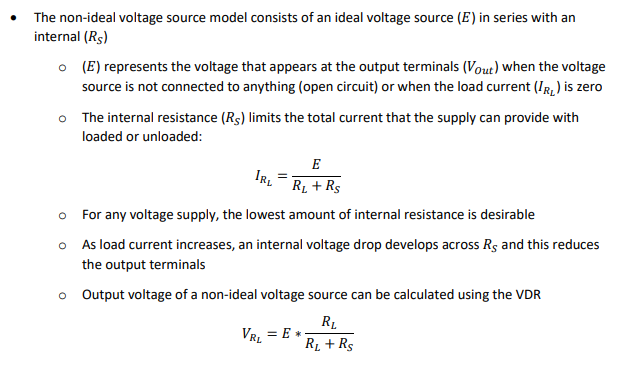 • The non-ideal voltage source model consists of an ideal voltage source (E) in series with an
internal (R_S)
○ (E) represents the voltage that appears at the output terminals (V_Out) when the voltage
source is not connected to anything (open circuit) or when the load current (I_{R_L}) is zero
○ The internal resistance (R_S) limits the total current that the supply can provide with
loaded or unloaded:
I_{R_L} = E / (R_L + R_S)
○ For any voltage supply, the lowest amount of internal resistance is desirable
○ As load current increases, an internal voltage drop develops across R_S and this reduces
the output terminals
○ Output voltage of a non-ideal voltage source can be calculated using the VDR
V_{R_L} = E * R_L / (R_L + R_S)